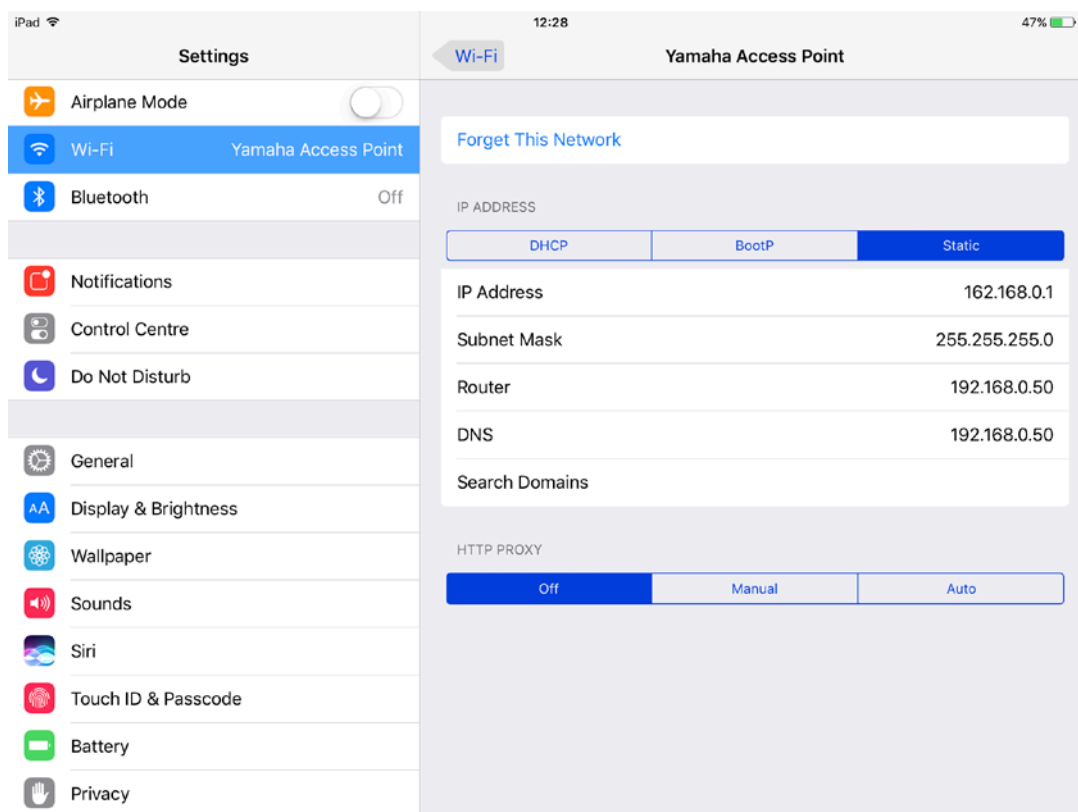 iPad 12:28 47%
Settings
Airplane Mode
Wi-Fi Yamaha Access Point
Bluetooth Off
Notifications
Control Centre
Do Not Disturb
General
AA Display & Brightness
Wallpaper
Sounds
Siri
Touch ID & Passcode
Battery
Privacy
Wi-Fi Yamaha Access Point
Forget This Network
IP ADDRESS
DHCP BootP Static
IP Address 162.168.0.1
Subnet Mask 255.255.255.0
Router 192.168.0.50
DNS 192.168.0.50
Search Domains
HTTP PROXY
Off Manual Auto